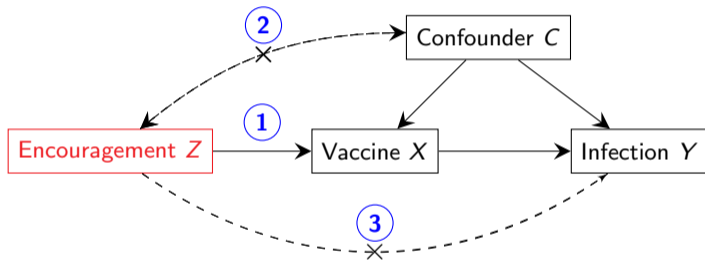 2
Confounder C
1
Encouragement Z
Vaccine X
Infection Y
3